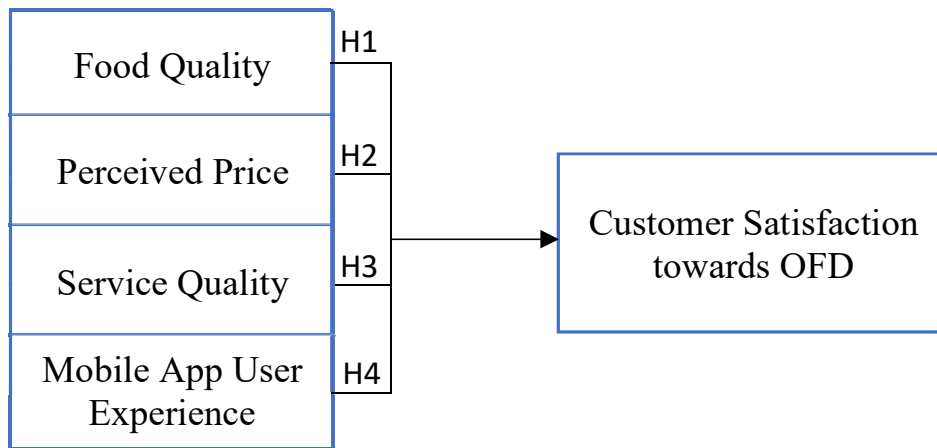 Food Quality
H1
Perceived Price
H2
Service Quality
H3
Mobile App User
Experience
H4
Customer Satisfaction
towards OFD